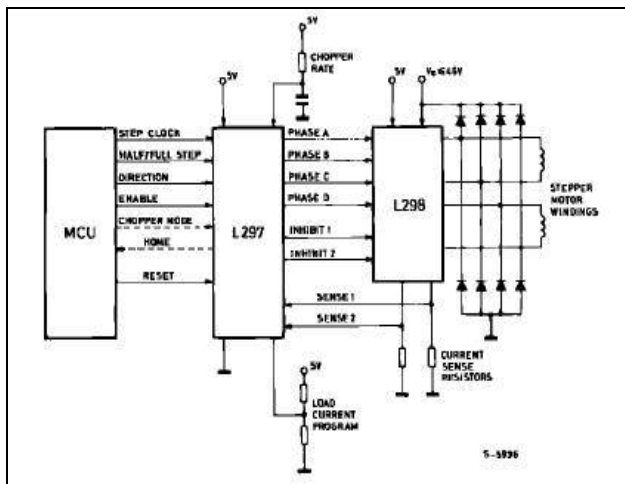 5V
CHOPPER
RATE
5V
5V
Vs≤46V
STEP CLOCK
HALF/FULL STEP
DIRECTION
ENABLE
CHOPPER MODE
HOME
RESET
MCU
L297
PHASE A
PHASE B
PHASE C
PHASE D
INHIBIT 1
INHIBIT 2
L298
STEPPER
MOTOR
WINDINGS
SENSE 1
SENSE 2
CURRENT
SENSE
RESISTORS
5V
LOAD
CURRENT
PROGRAM
S-5896